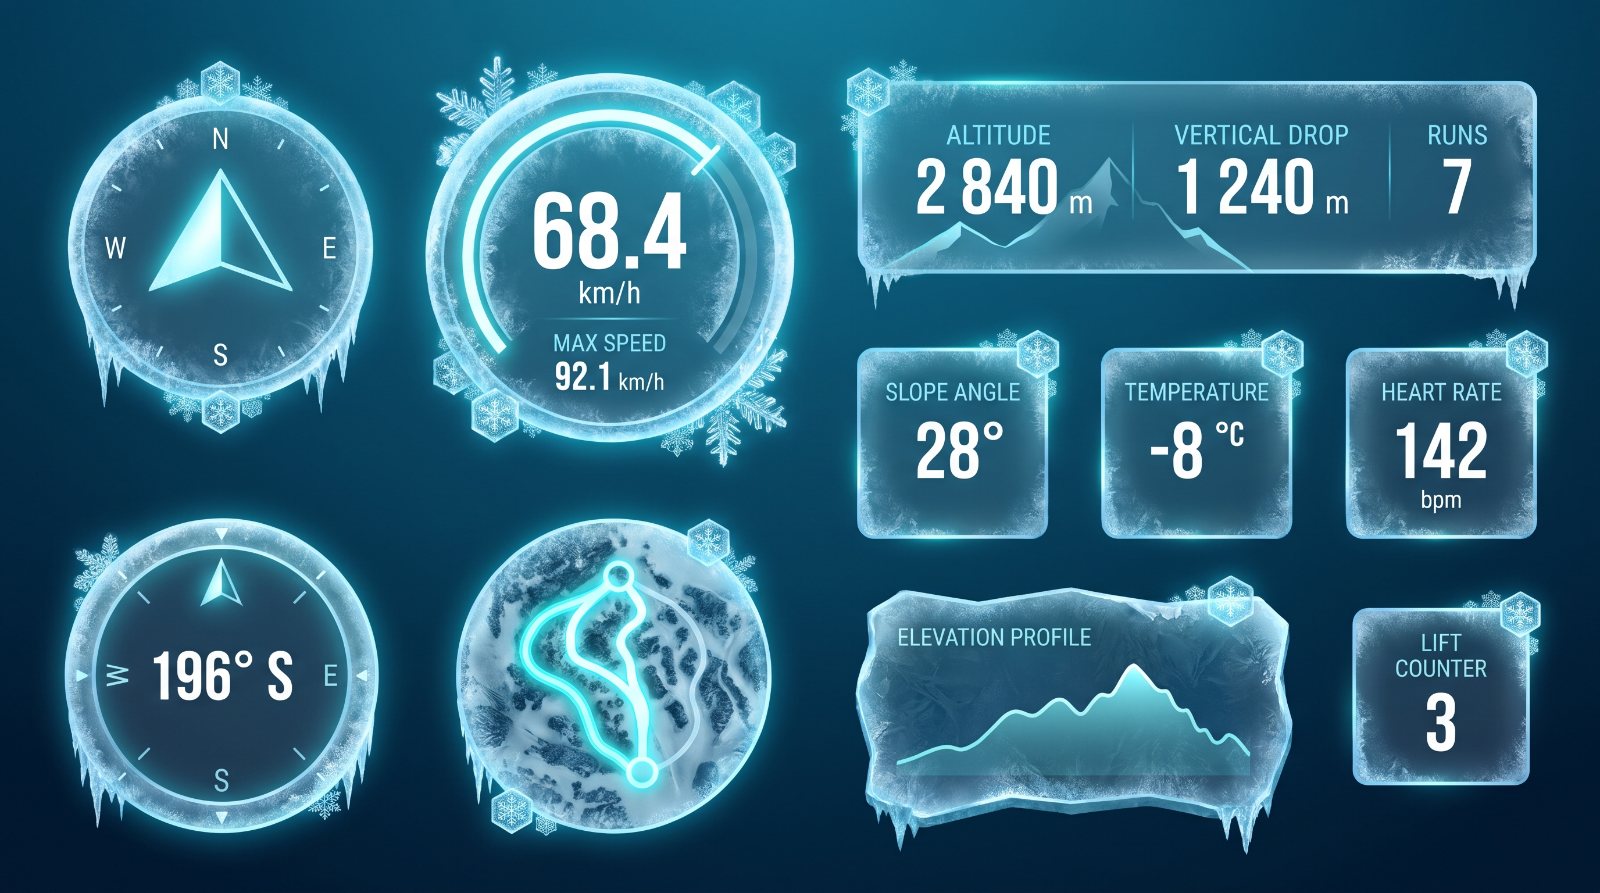 N
W E
S
68.4
km/h
MAX SPEED
92.1 km/h
ALTITUDE
2 840 m
VERTICAL DROP
1 240 m
RUNS
7
SLOPE ANGLE
28°
TEMPERATURE
-8 °C
HEART RATE
142
bpm
W 196° S E
S
ELEVATION PROFILE
LIFT
COUNTER
3